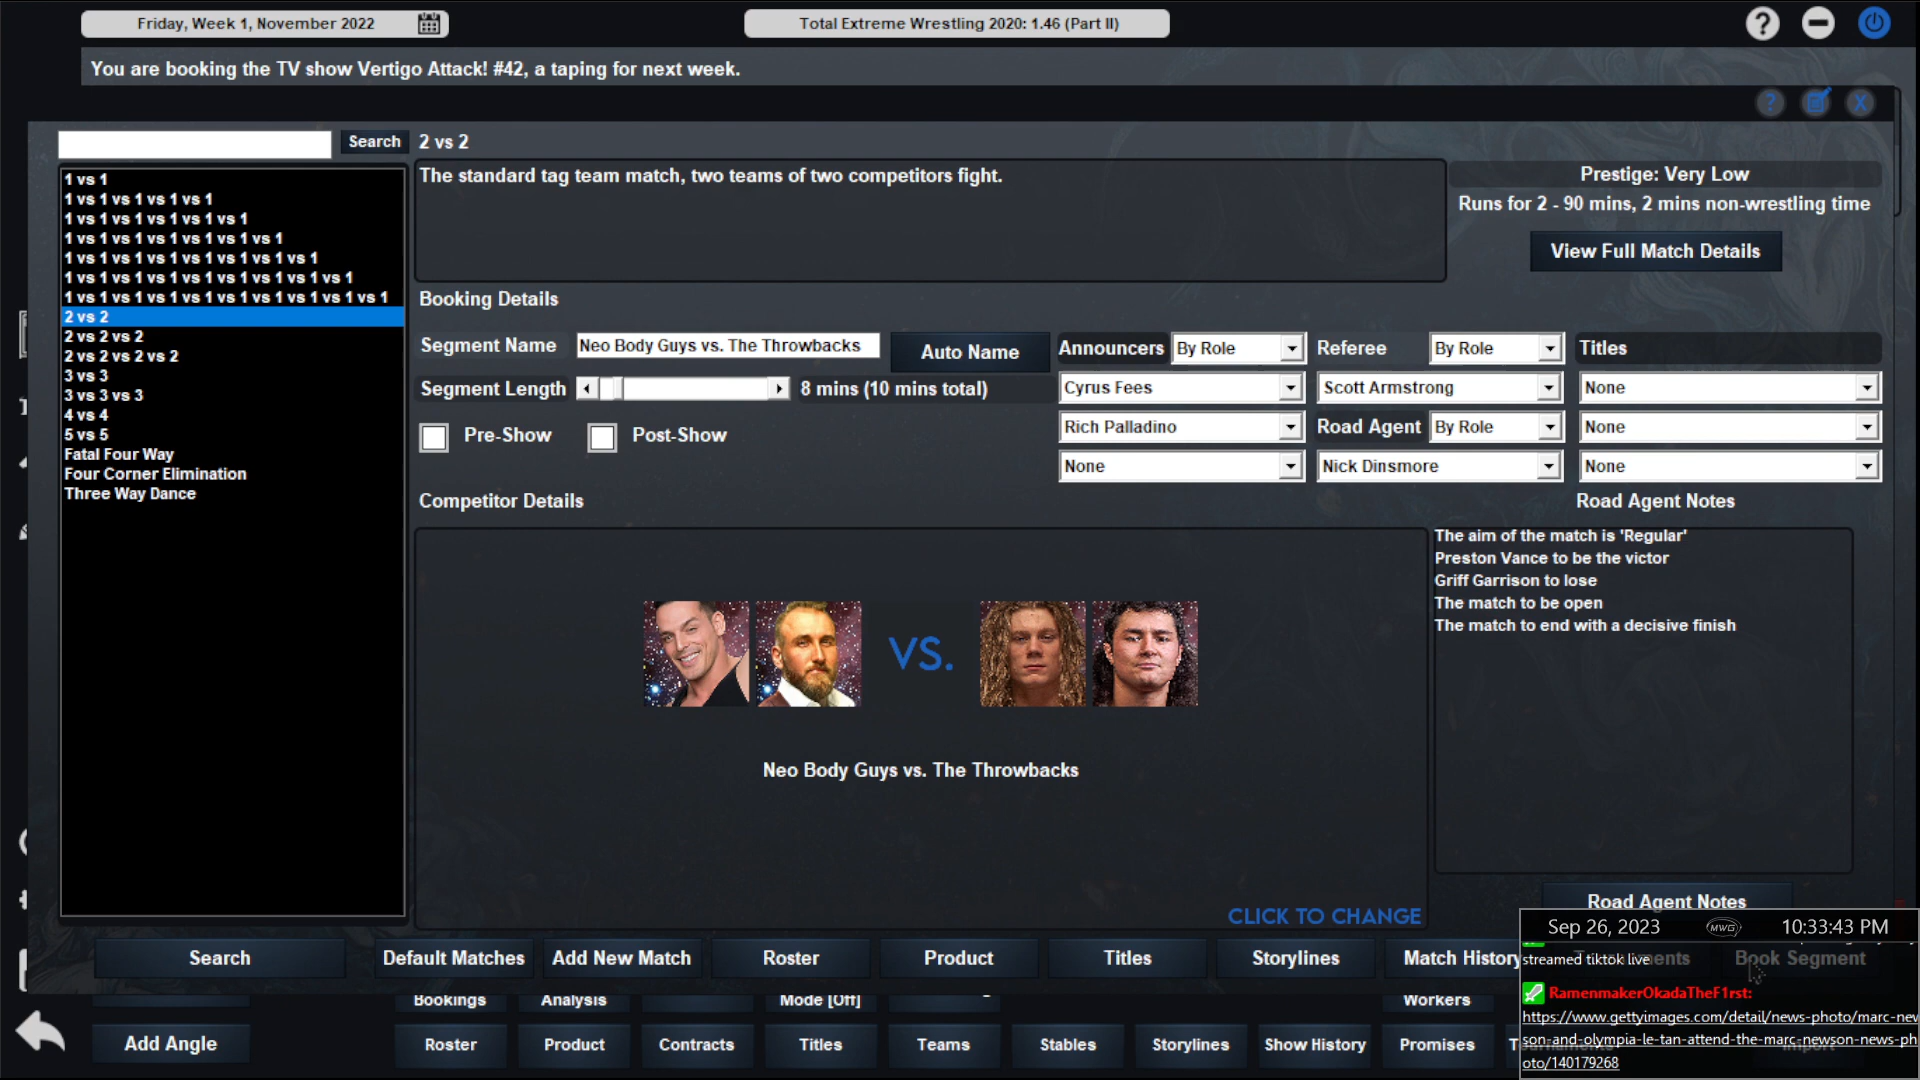 Friday, Week 1, November 2022
Total Extreme Wrestling 2020: 1.46 (Part II)
You are booking the TV show Vertigo Attack! #42, a taping for next week.
Search
2 vs 2
1 vs 1
1 vs 1 vs 1 vs 1 vs 1
1 vs 1 vs 1 vs 1 vs 1 vs 1
1 vs 1 vs 1 vs 1 vs 1 vs 1 vs 1
1 vs 1 vs 1 vs 1 vs 1 vs 1 vs 1 vs 1
1 vs 1 vs 1 vs 1 vs 1 vs 1 vs 1 vs 1 vs 1
1 vs 1 vs 1 vs 1 vs 1 vs 1 vs 1 vs 1 vs 1 vs 1
2 vs 2
2 vs 2 vs 2
2 vs 2 vs 2 vs 2
3 vs 3
3 vs 3 vs 3
4 vs 4
5 vs 5
Fatal Four Way
Four Corner Elimination
Three Way Dance
The standard tag team match, two teams of two competitors fight.
Prestige: Very Low
Runs for 2 - 90 mins, 2 mins non-wrestling time
View Full Match Details
Booking Details
Segment Name
Neo Body Guys vs. The Throwbacks
Auto Name
Segment Length
8 mins (10 mins total)
Pre-Show
Post-Show
Announcers
By Role
Cyrus Fees
Rich Palladino
None
Referee
By Role
Scott Armstrong
Road Agent
By Role
Nick Dinsmore
Titles
None
None
None
Competitor Details
VS.
Neo Body Guys vs. The Throwbacks
CLICK TO CHANGE
Road Agent Notes
The aim of the match is 'Regular'
Preston Vance to be the victor
Griff Garrison to lose
The match to be open
The match to end with a decisive finish
Road Agent Notes
Search
Default Matches
Add New Match
Roster
Product
Titles
Storylines
Match History
Book Segment
Bookings
Analysis
Mode [Off]
Workers
Add Angle
Roster
Product
Contracts
Titles
Teams
Stables
Storylines
Show History
Promises
Import
Sep 26, 2023
MWG
10:33:43 PM
streamed tiktok live
RamenmakerOkadaTheF1rst:
https://www.gettyimages.com/detail/news-photo/marc-new
son-and-olympia-le-tan-attend-the-marc-newson-news-ph
oto/140179268